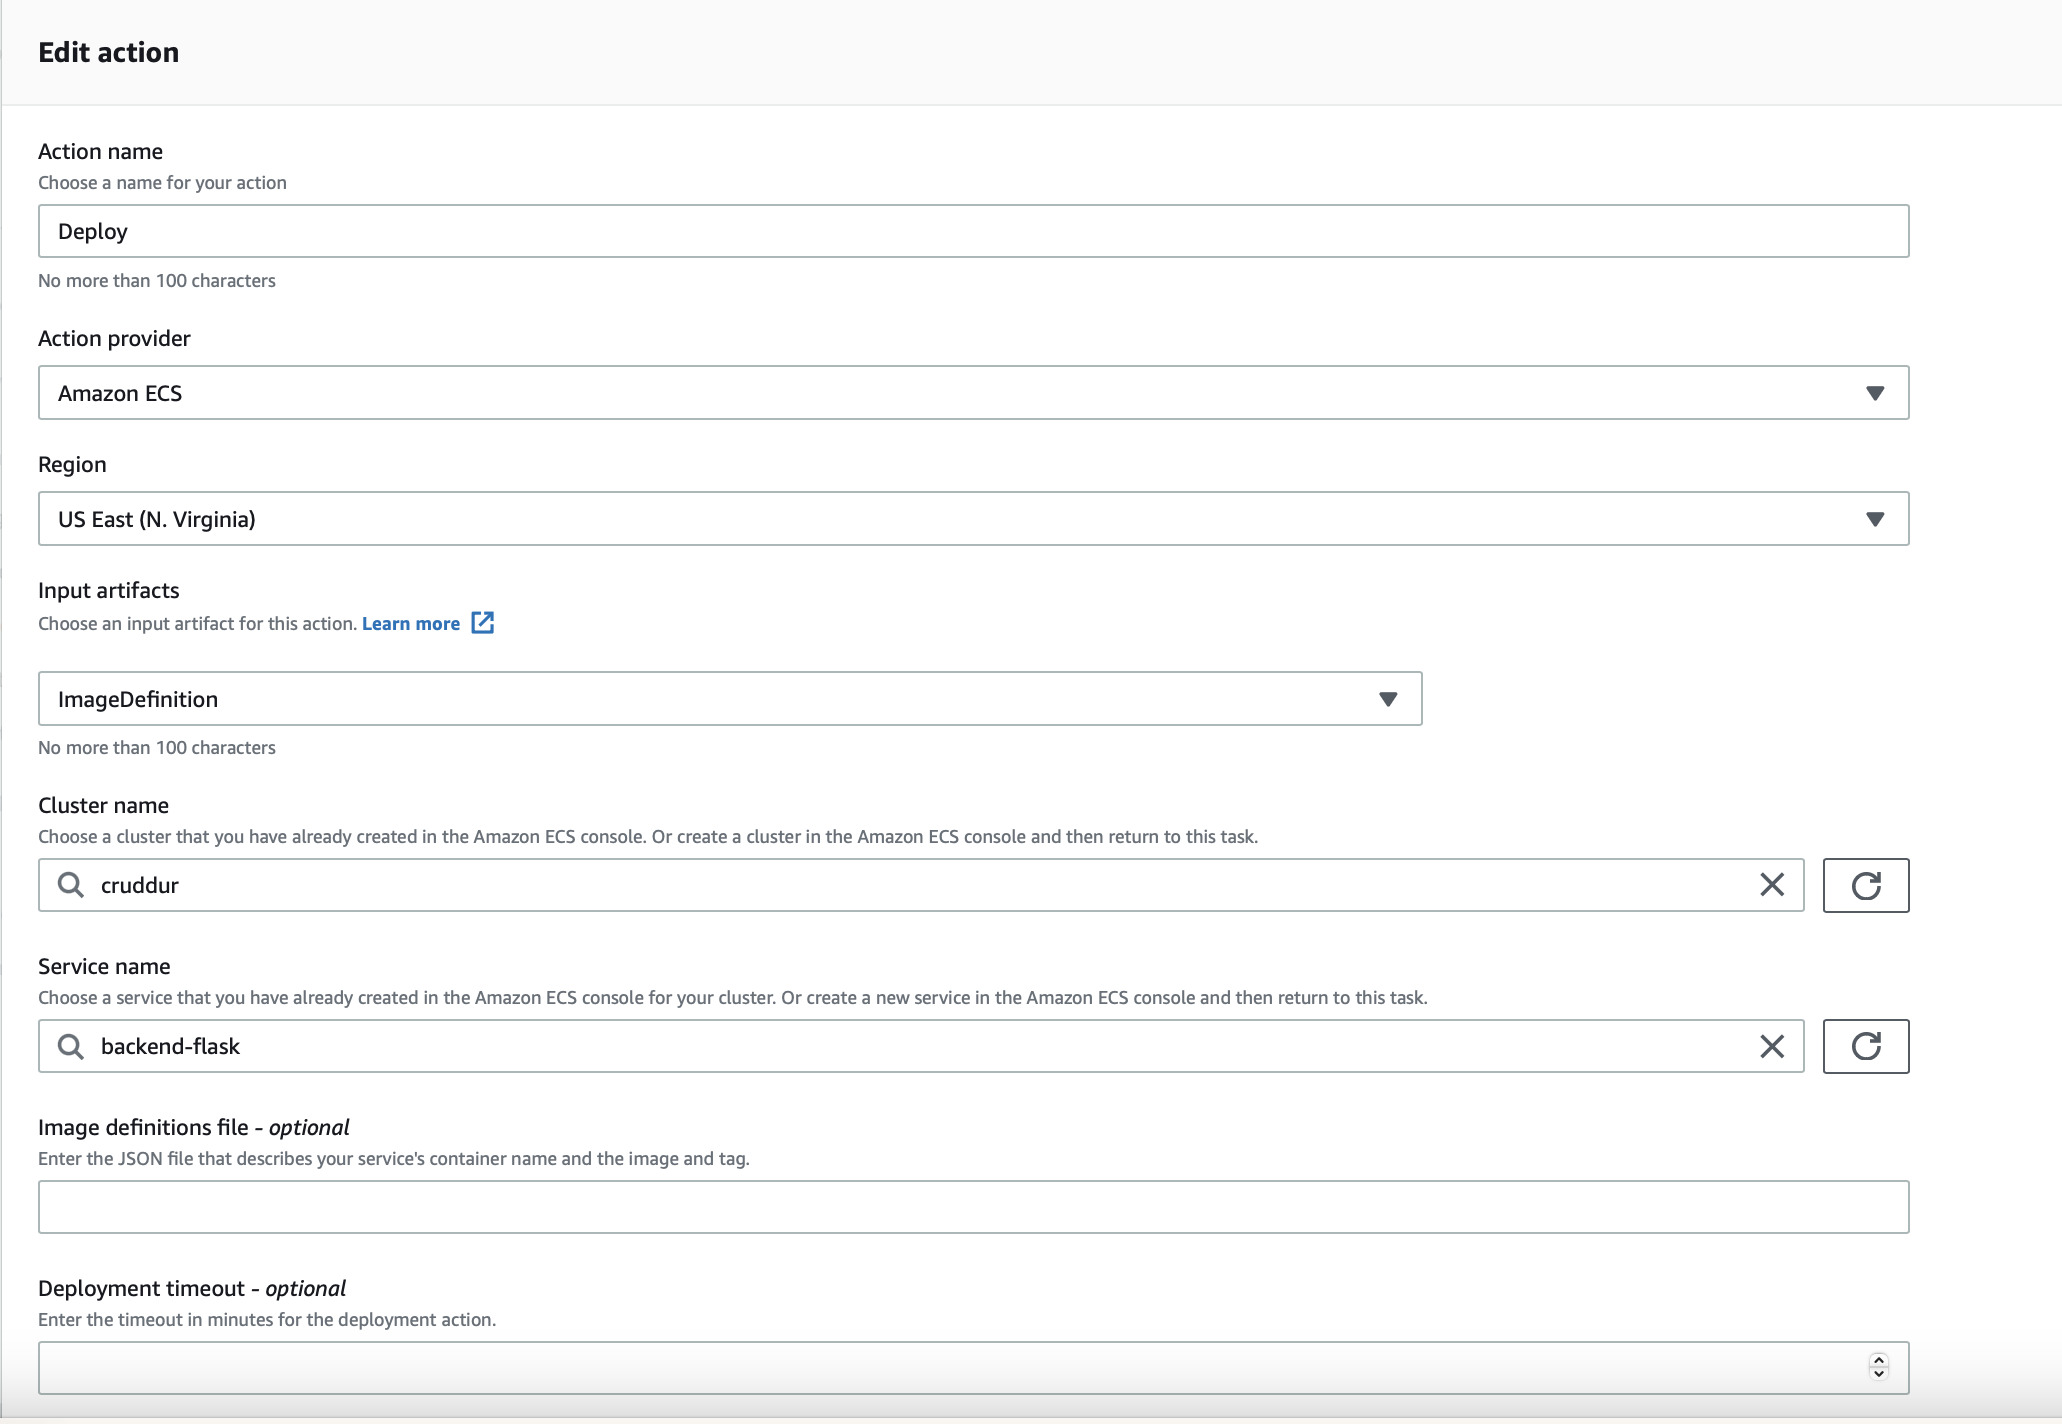 Edit action
Action name
Choose a name for your action
Deploy
No more than 100 characters
Action provider
Amazon ECS
Region
US East (N. Virginia)
Input artifacts
Choose an input artifact for this action. Learn more
ImageDefinition
No more than 100 characters
Cluster name
Choose a cluster that you have already created in the Amazon ECS console. Or create a cluster in the Amazon ECS console and then return to this task.
cruddur
Service name
Choose a service that you have already created in the Amazon ECS console for your cluster. Or create a new service in the Amazon ECS console and then return to this task.
backend-flask
Image definitions file - optional
Enter the JSON file that describes your service's container name and the image and tag.
Deployment timeout - optional
Enter the timeout in minutes for the deployment action.